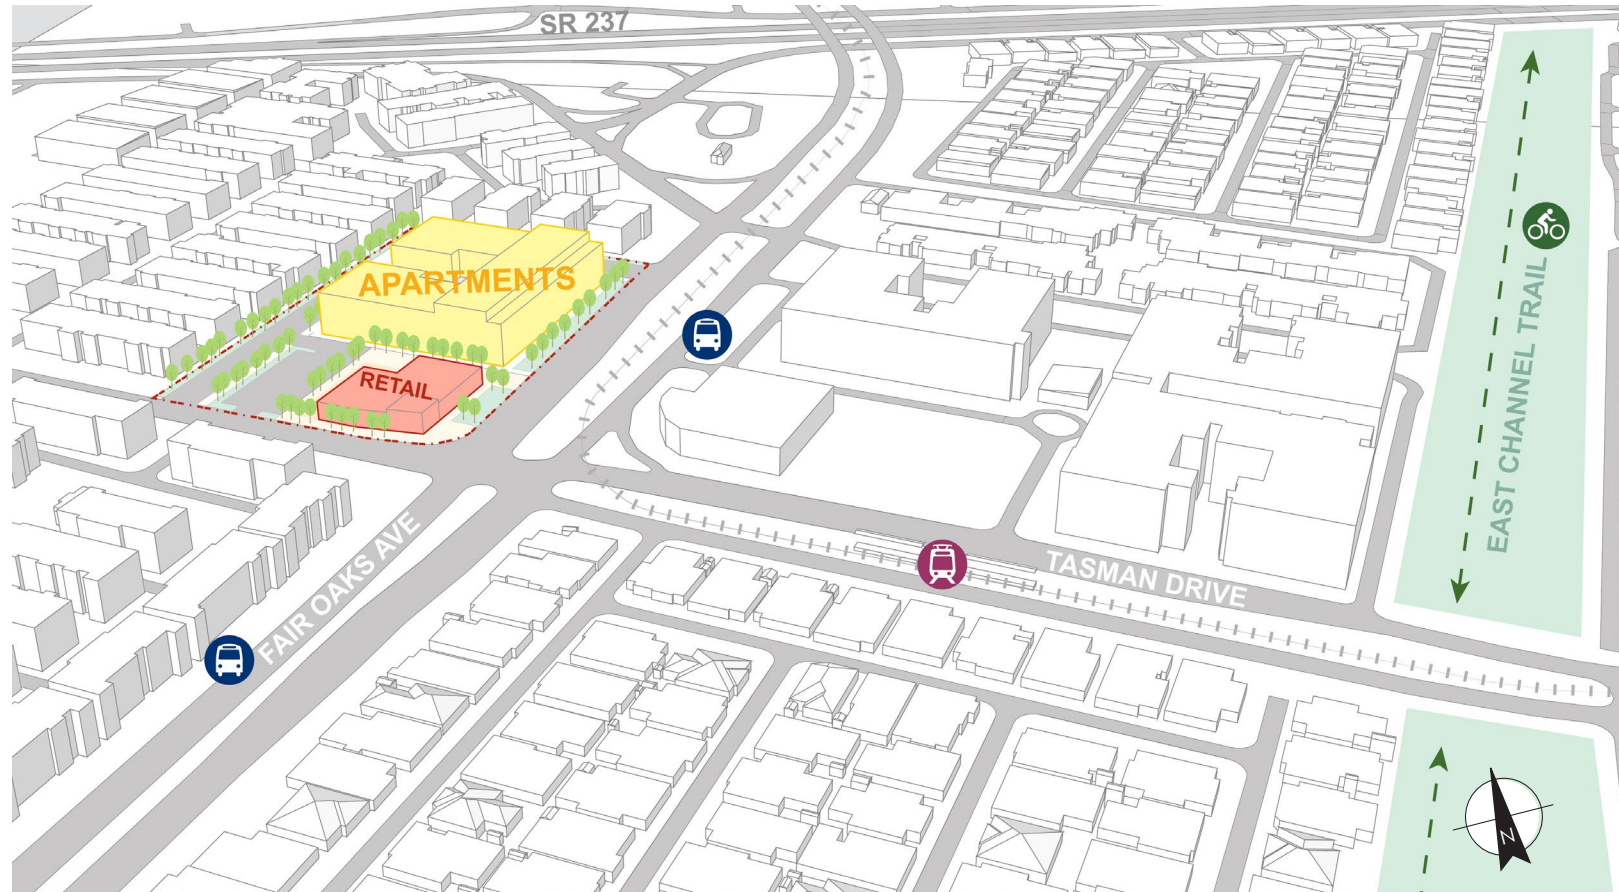 SR 237
APARTMENTS
RETAIL
EAST CHANNEL TRAIL
FAIR OAKS AVE
TASMAN DRIVE
N